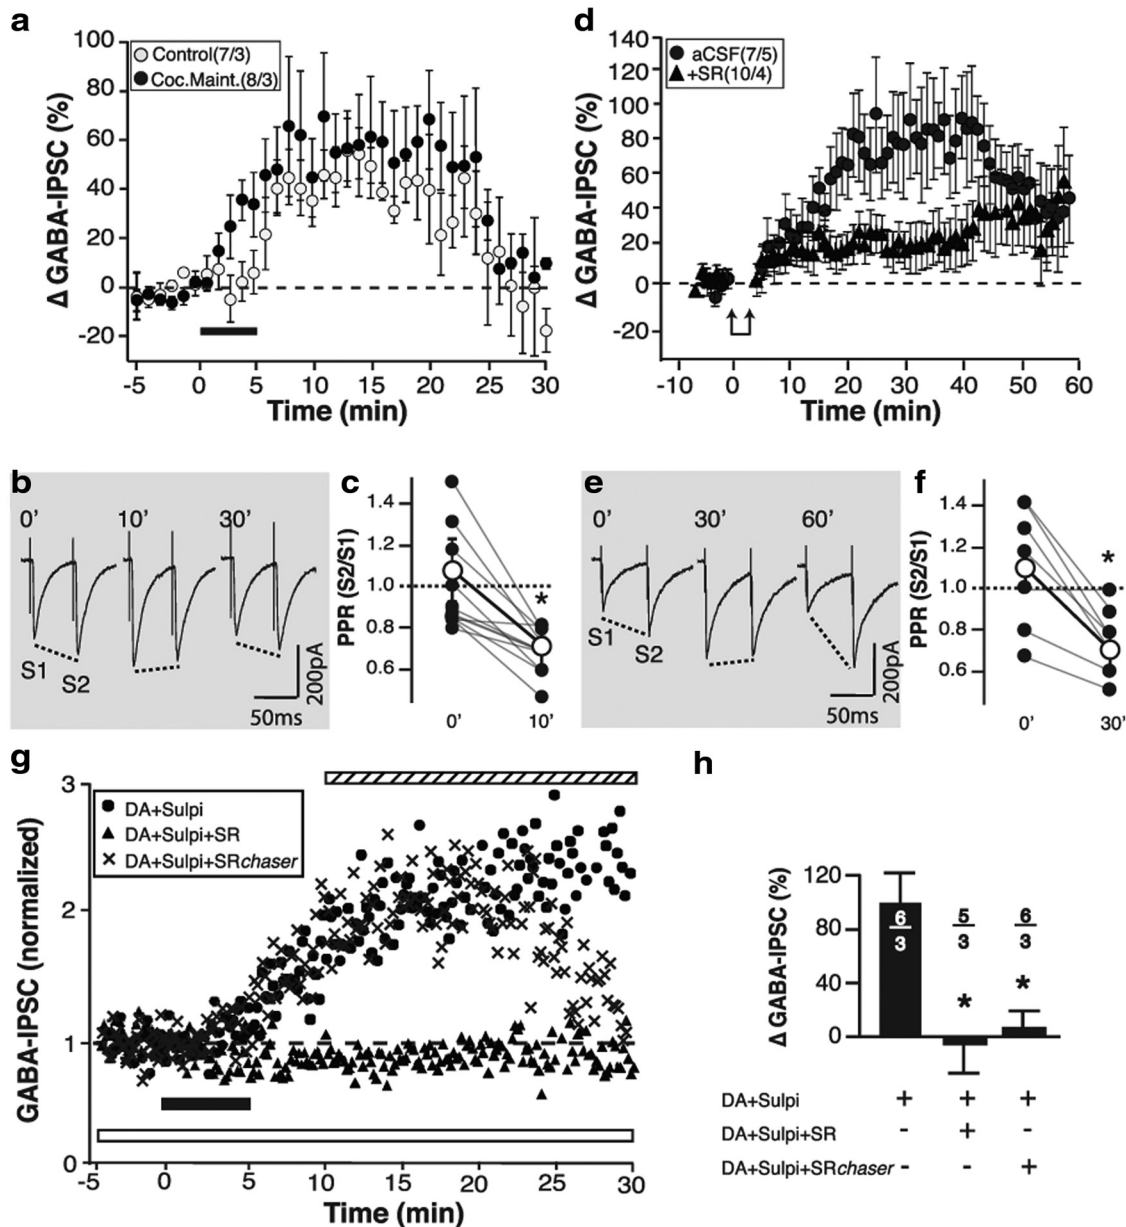 a
100
80
60
40
20
0
-20
Δ GABA-IPSC (%)
Control(7/3)
Coc.Maint.(8/3)
-5 0 5 10 15 20 25 30
Time (min)
d
140
120
100
80
60
40
20
0
-20
Δ GABA-IPSC (%)
aCSF(7/5)
+SR(10/4)
-10 0 10 20 30 40 50 60
Time (min)
b
0' 10' 30'
S1
S2
200pA
50ms
c
1.4
1.2
1.0
0.8
0.6
PPR (S2/S1)
*
0' 10'
e
0' 30' 60'
S1
S2
200pA
50ms
f
1.4
1.2
1.0
0.8
0.6
PPR (S2/S1)
*
0' 30'
g
3
2
1
0
GABA-IPSC (normalized)
DA+Sulpi
DA+Sulpi+SR
DA+Sulpi+SRchaser
-5 0 5 10 15 20 25 30
Time (min)
h
120
80
40
0
Δ GABA-IPSC (%)
6 5 6
3 3 3
* *
DA+Sulpi + + +
DA+Sulpi+SR - + -
DA+Sulpi+SRchaser - - +